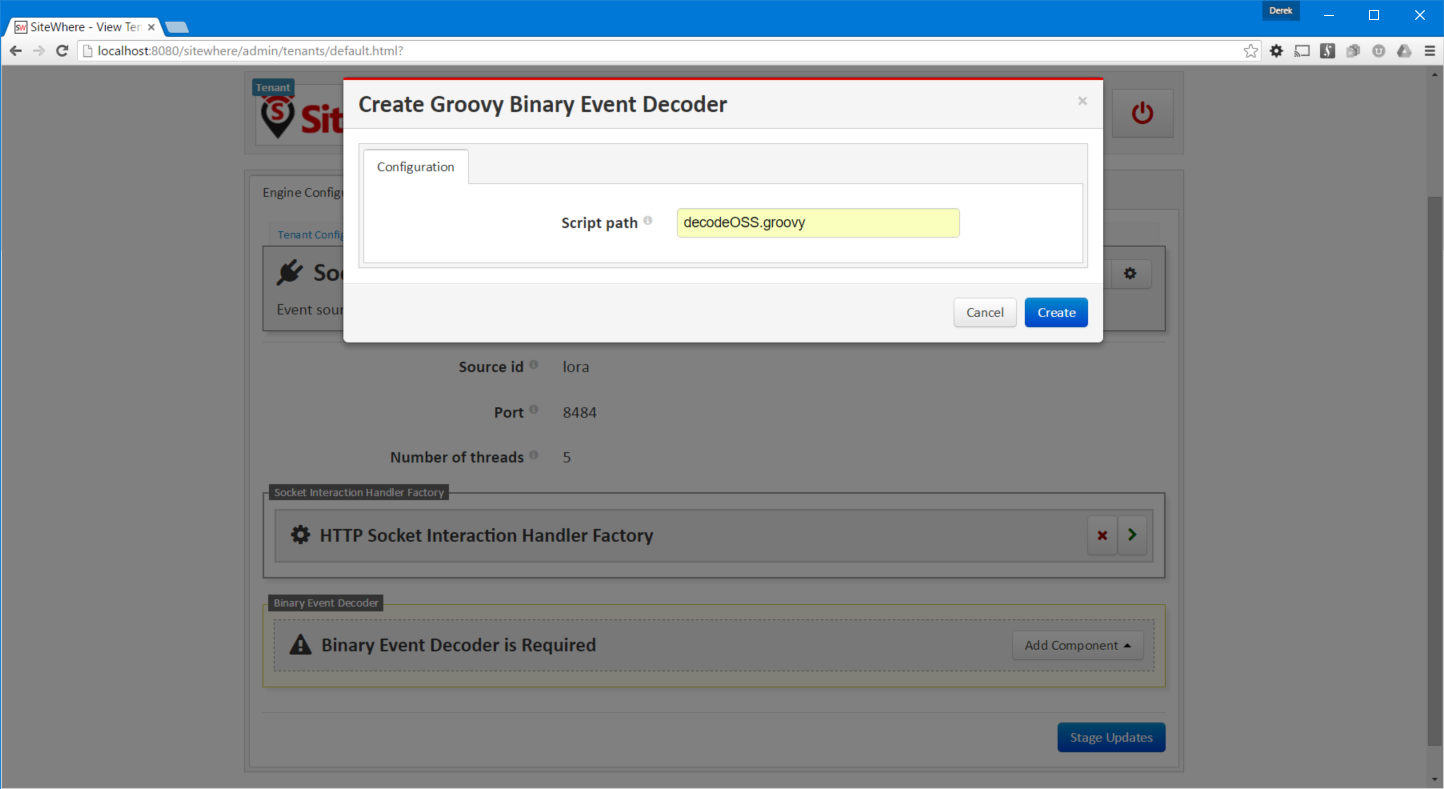 Derek
SiteWhere - View Ten
localhost:8080/sitewhere/admin/tenants/default.html?
Tenant
Sit
Create Groovy Binary Event Decoder
Configuration
Script path
decodeOSS.groovy
Cancel
Create
Engine Config
Tenant Config
Soc
Event sour
Source id
lora
Port
8484
Number of threads
5
Socket Interaction Handler Factory
HTTP Socket Interaction Handler Factory
Binary Event Decoder
Binary Event Decoder is Required
Add Component
Stage Updates